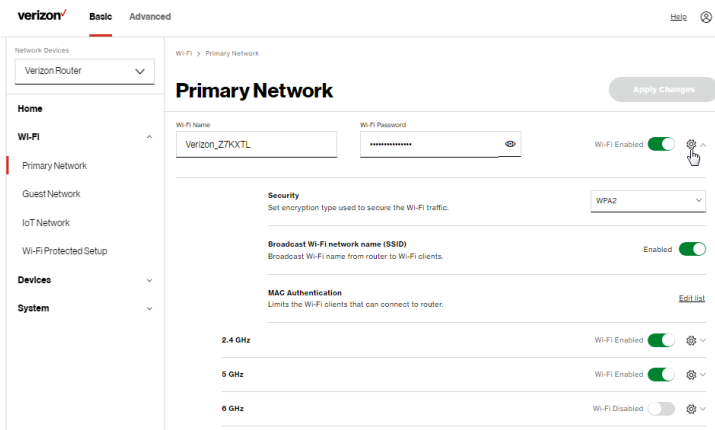 verizon
Basic
Advanced
Help
Network Devices
Verizon Router
Home
Wi-Fi
Primary Network
Guest Network
IoT Network
Wi-Fi Protected Setup
Devices
System
Wi-Fi > Primary Network
Primary Network
Apply Changes
Wi-Fi Name
Verizon_Z7KXTL
Wi-Fi Password
•••••••••••••••
Wi-Fi Enabled
Security
Set encryption type used to secure the Wi-Fi traffic.
WPA2
Broadcast Wi-Fi network name (SSID)
Broadcast Wi-Fi name from router to Wi-Fi clients.
Enabled
MAC Authentication
Limits the Wi-Fi clients that can connect to router.
Edit list
2.4 GHz
Wi-Fi Enabled
5 GHz
Wi-Fi Enabled
6 GHz
Wi-Fi Disabled